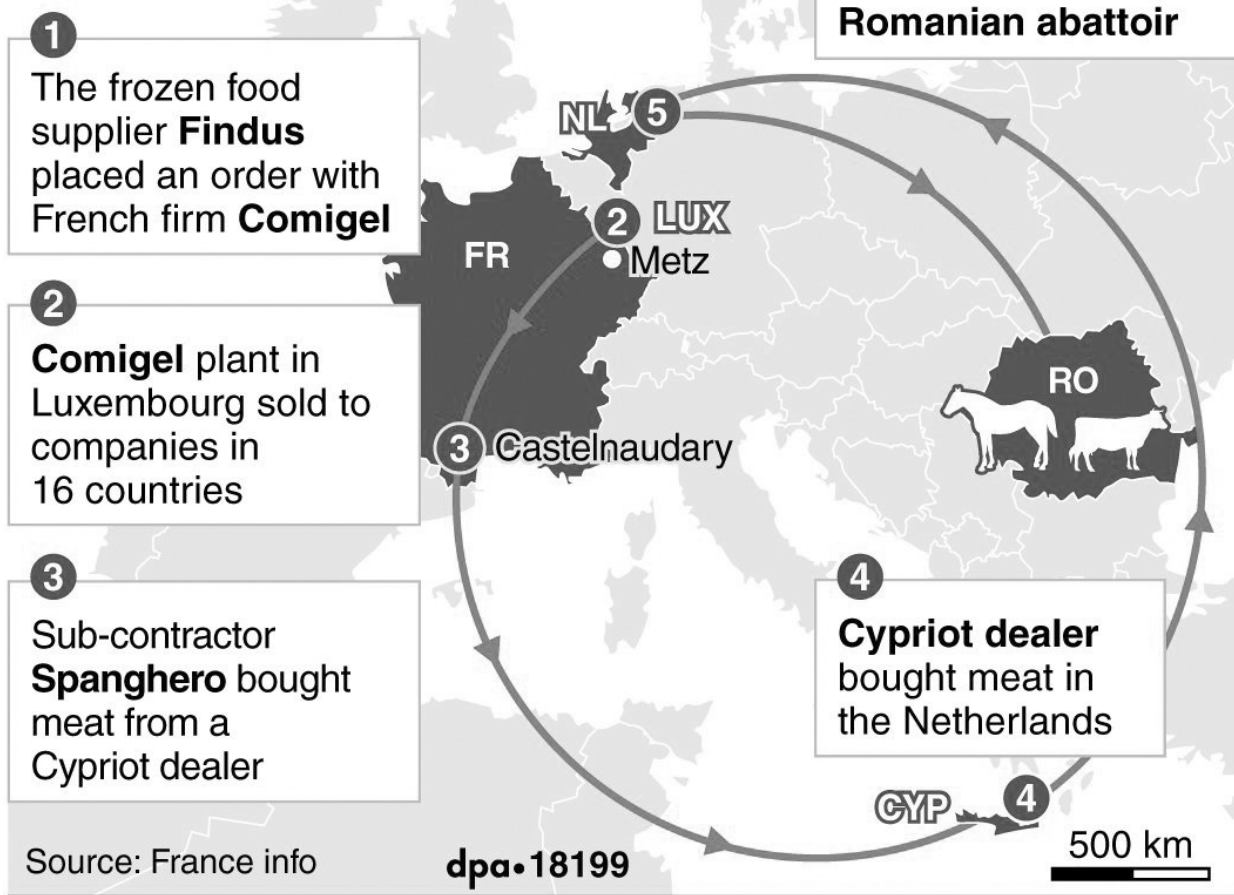 Romanian abattoir
1
The frozen food
supplier Findus
placed an order with
French firm Comigel
2
Comigel plant in
Luxembourg sold to
companies in
16 countries
3
Sub-contractor
Spanghero bought
meat from a
Cypriot dealer
4
Cypriot dealer
bought meat in
the Netherlands
NL 5
2 LUX
FR
Metz
RO
3 Castelnaudary
CYP 4
500 km
Source: France info
dpa•18199